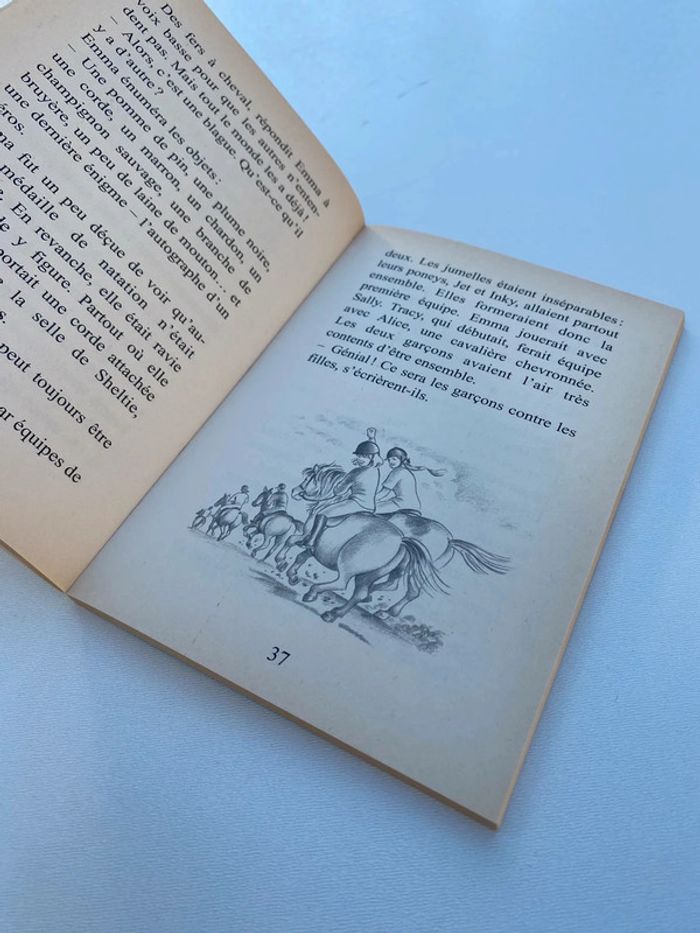 Des fers à cheval, répondit Emma à
voix basse pour que les autres n'enten-
dent pas. Mais tout le monde les a déjà!
– Alors, c'est une blague. Qu'est-ce qu'il
y a d'autre?
Emma énuméra les objets:
– Une pomme de pin, une plume noire,
une corde, un marron, un chardon, un
champignon sauvage, une branche de
bruyère, un peu de laine de mouton... et
une dernière énigme – l'autographe d'un
éros.
na fut un peu déçue de voir qu'au-
médaille de natation n'était
. En revanche, elle était ravie
e y figure. Partout où elle
portait une corde attachée
la selle de Sheltie,
s.
peut toujours être
ar équipes de
deux. Les jumelles étaient inséparables:
leurs poneys, Jet et Inky, allaient partout
ensemble. Elles formeraient donc la
première équipe. Emma jouerait avec
Sally. Tracy, qui débutait, ferait équipe
avec Alice, une cavalière chevronnée.
Les deux garçons avaient l'air très
contents d'être ensemble.
– Génial! Ce sera les garçons contre les
filles, s'écrièrent-ils.
37